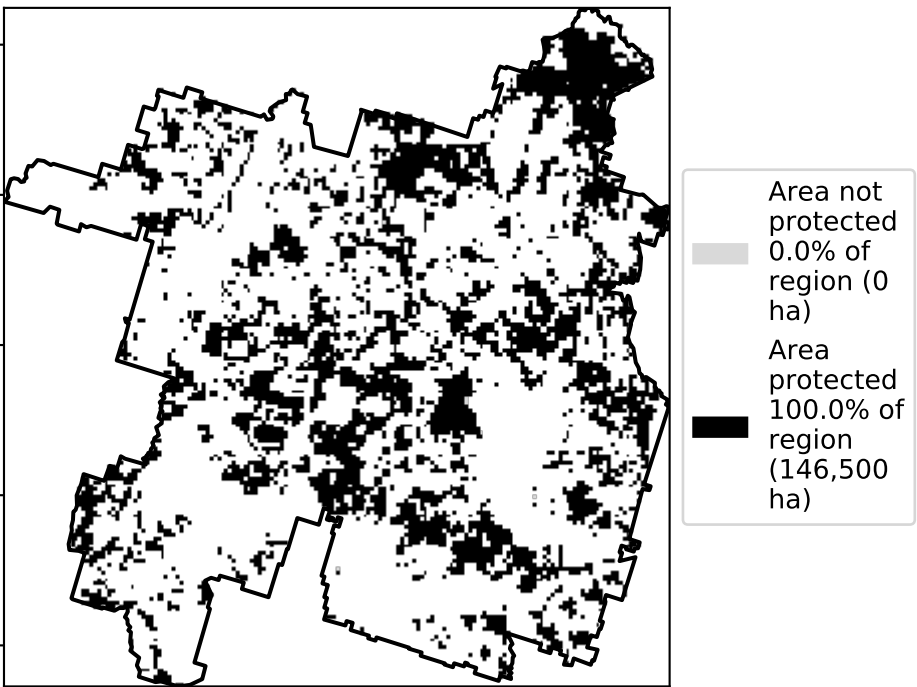 Area not
protected
0.0% of
region (0
ha)
Area
protected
100.0% of
region
(146,500
ha)